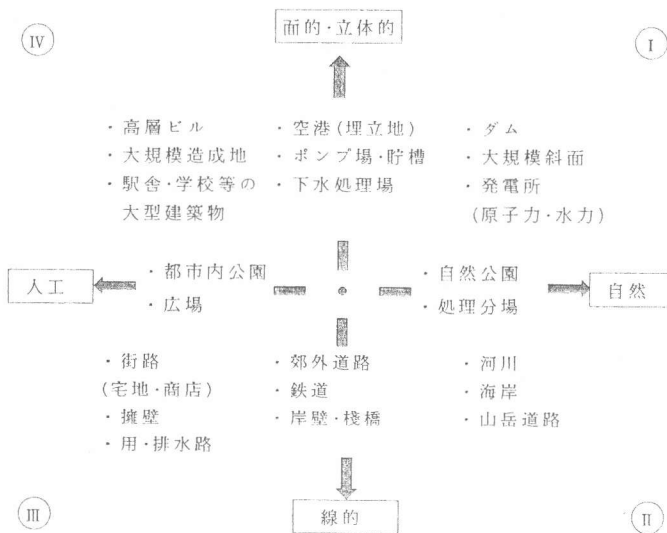 面的・立体的
IV
I
・高層ビル
・大規模造成地
・駅舎・学校等の
大型建築物
・空港(埋立地)
・ポンプ場・貯槽
・下水処理場
・ダム
・大規模斜面
・発電所
(原子力・水力)
人工
・都市内公園
・広場
・自然公園
・処理分場
自然
・街路
(宅地・商店)
・擁壁
・用・排水路
・郊外道路
・鉄道
・岸壁・棧橋
・河川
・海岸
・山岳道路
III
線的
II